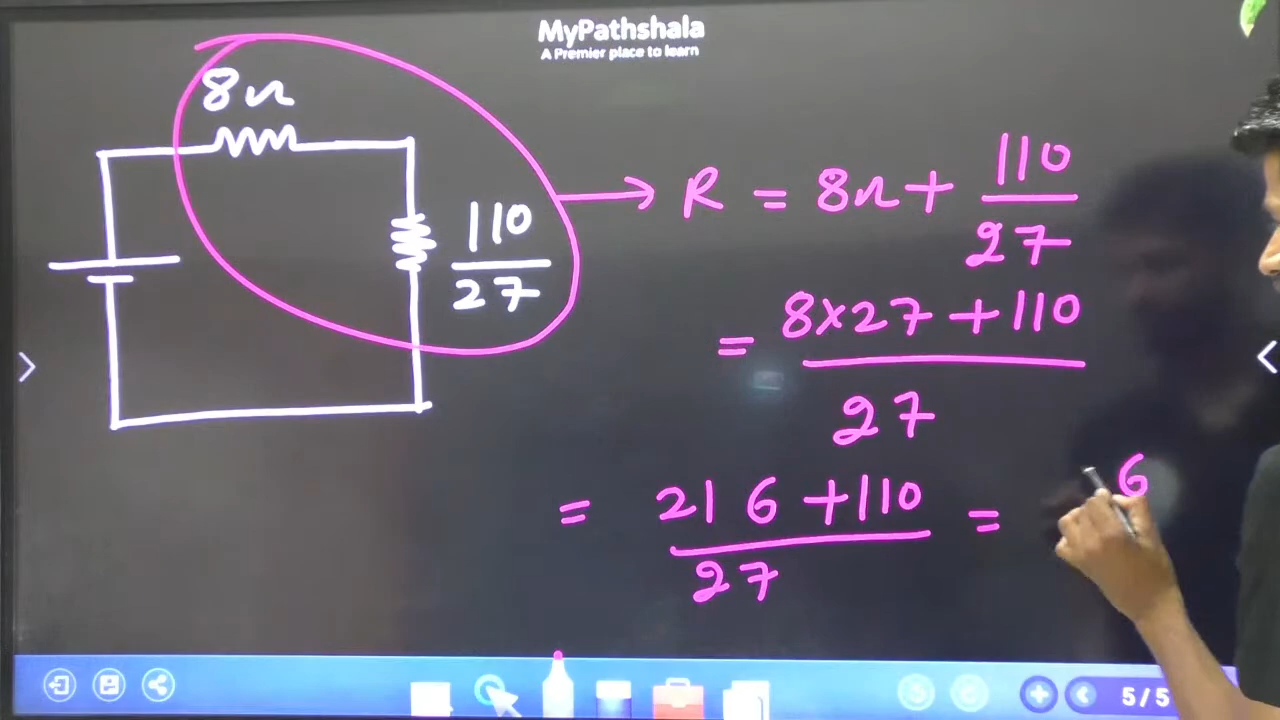 MyPathshala
A Premier place to learn
8Ω
110
27
R = 8Ω + 110/27
= 8×27 + 110
27
= 216 + 110 = 6
27
5/5